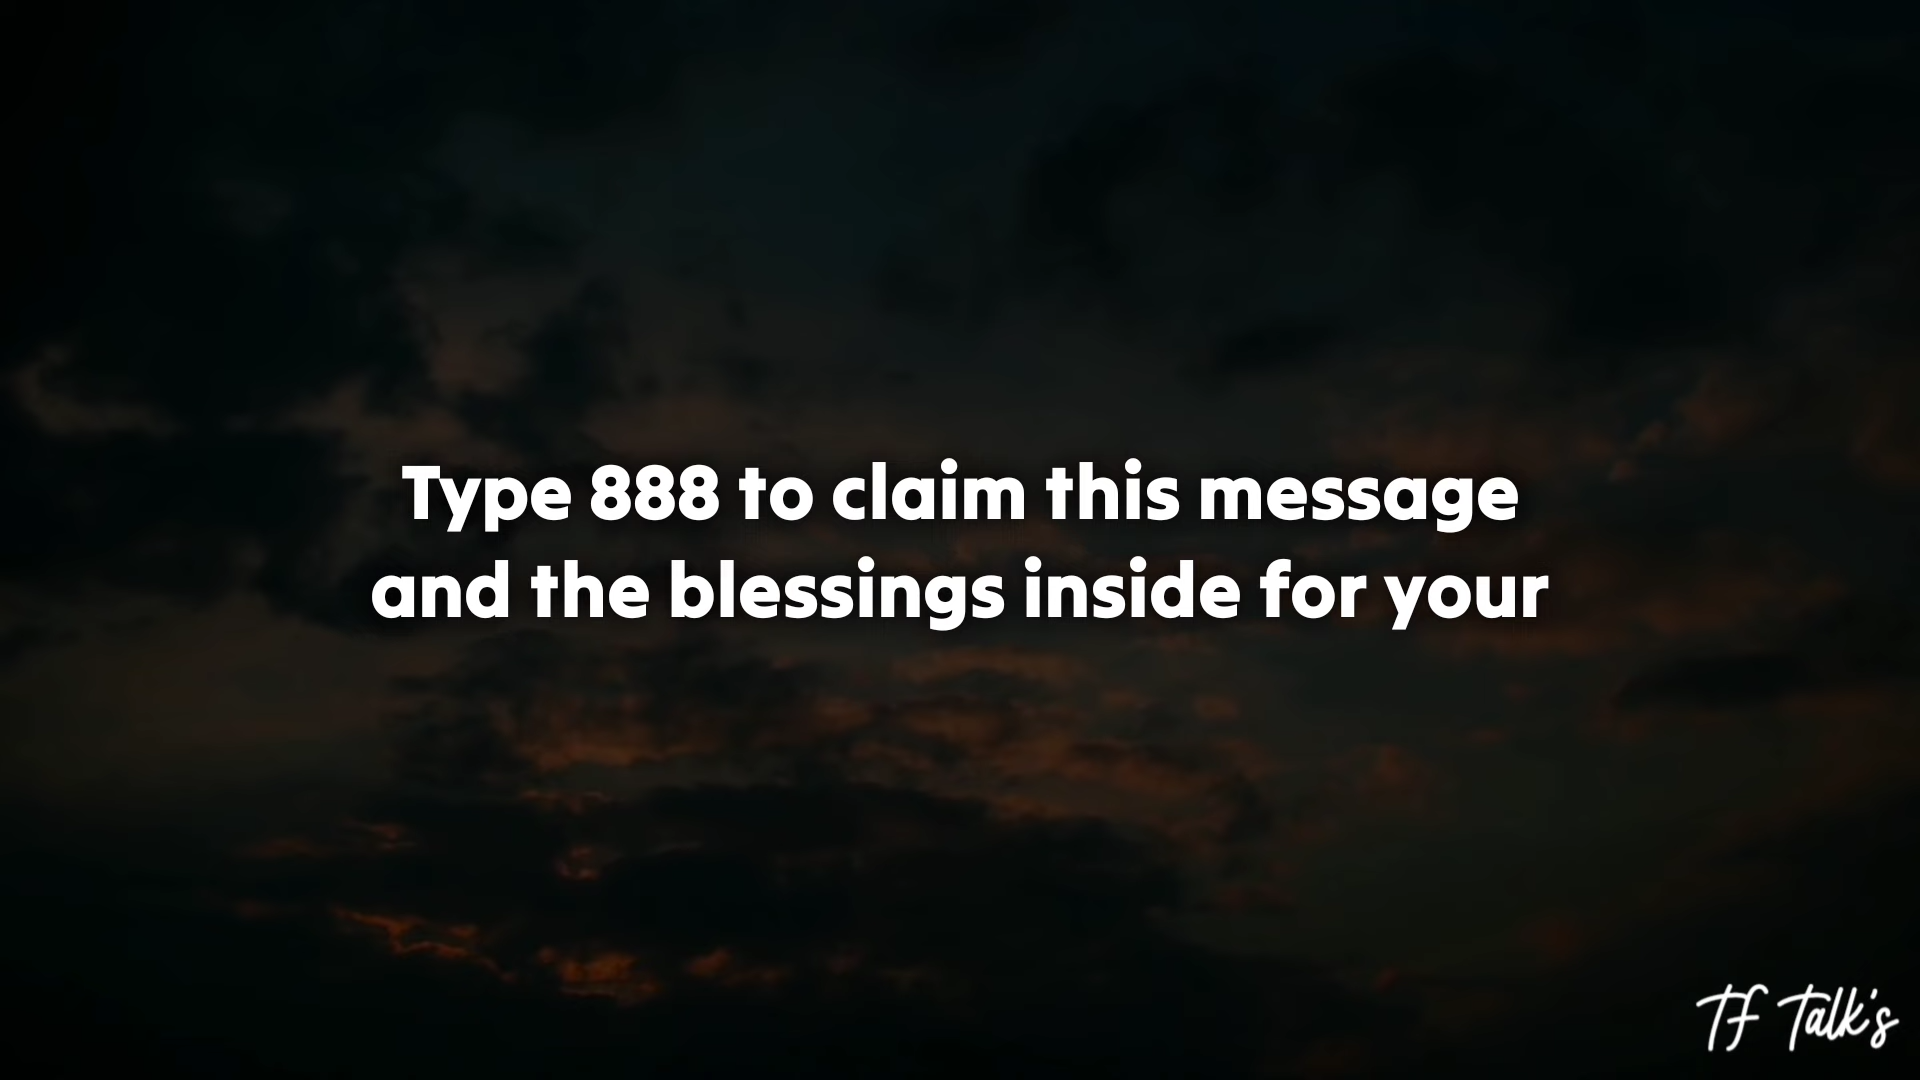 Type 888 to claim this message
and the blessings inside for your
TF Talk's